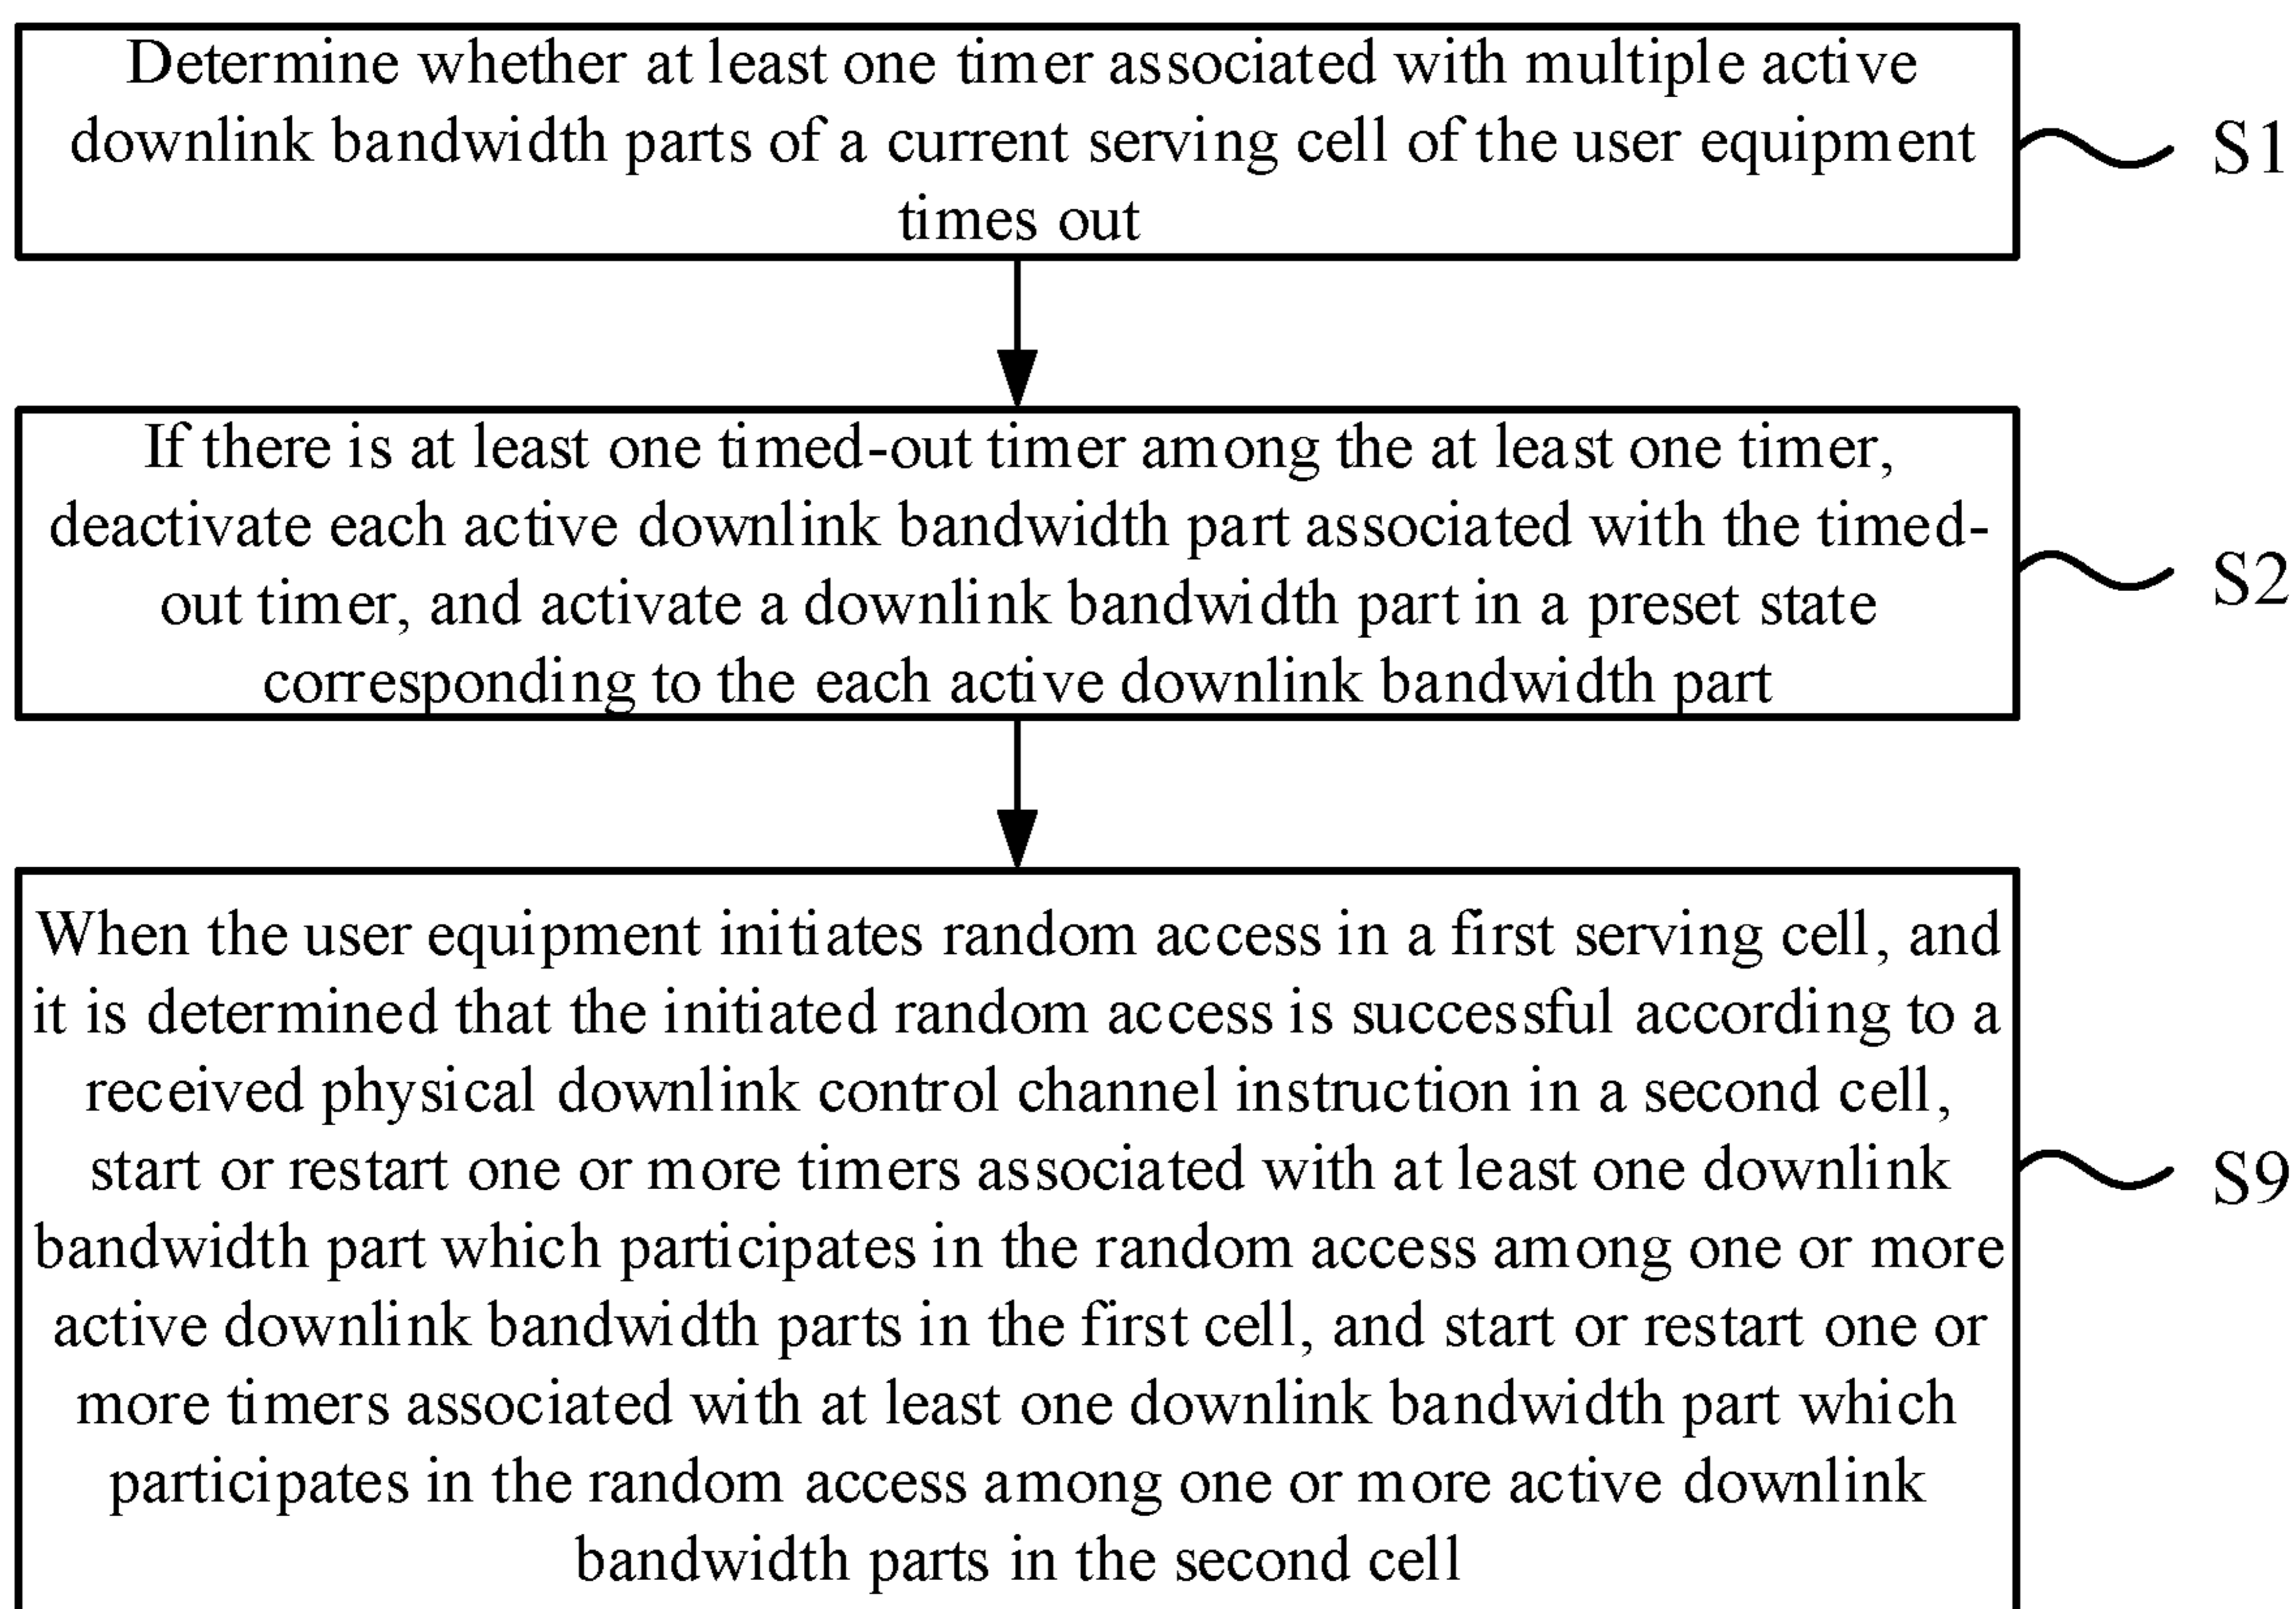 Determine whether at least one timer associated with multiple active
downlink bandwidth parts of a current serving cell of the user equipment
times out
S1
If there is at least one timed-out timer among the at least one timer,
deactivate each active downlink bandwidth part associated with the timed-
out timer, and activate a downlink bandwidth part in a preset state
corresponding to the each active downlink bandwidth part
S2
When the user equipment initiates random access in a first serving cell, and
it is determined that the initiated random access is successful according to a
received physical downlink control channel instruction in a second cell,
start or restart one or more timers associated with at least one downlink
bandwidth part which participates in the random access among one or more
active downlink bandwidth parts in the first cell, and start or restart one or
more timers associated with at least one downlink bandwidth part which
participates in the random access among one or more active downlink
bandwidth parts in the second cell
S9